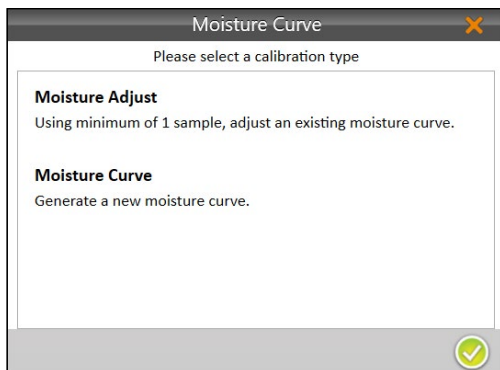 Moisture Curve
Please select a calibration type
Moisture Adjust
Using minimum of 1 sample, adjust an existing moisture curve.
Moisture Curve
Generate a new moisture curve.